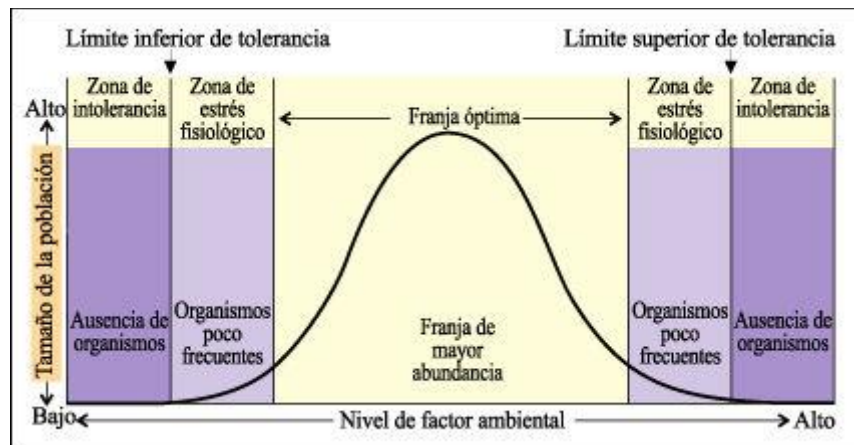 Límite inferior de tolerancia
Límite superior de tolerancia
Zona de
intolerancia
Zona de
estrés
fisiológico
Franja óptima
Zona de
estrés
fisiológico
Zona de
intolerancia
Alto
Tamaño de la población
Bajo
Ausencia de
organismos
Organismos
poco
frecuentes
Franja de
mayor
abundancia
Organismos
poco
frecuentes
Ausencia de
organismos
Nivel de factor ambiental
Alto